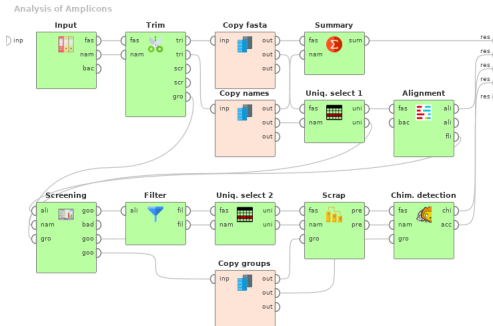 Analysis of Amplicons
Input
Trim
Copy fasta
Summary
inp
fas
nam
bac
fas
nam
tri
tri
scr
scr
gro
inp
out
out
out
fas
nam
sum
res
res
res
res
res
Copy names
Uniq. select 1
Alignment
inp
out
out
out
fas
nam
uni
uni
fas
bac
ali
ali
fli
Screening
Filter
Uniq. select 2
Scrap
Chim. detection
ali
nam
gro
goo
bad
goo
goo
ali
fil
fil
fas
nam
uni
uni
fas
nam
gro
pre
pre
fas
nam
gro
chi
acc
Copy groups
inp
out
out
out